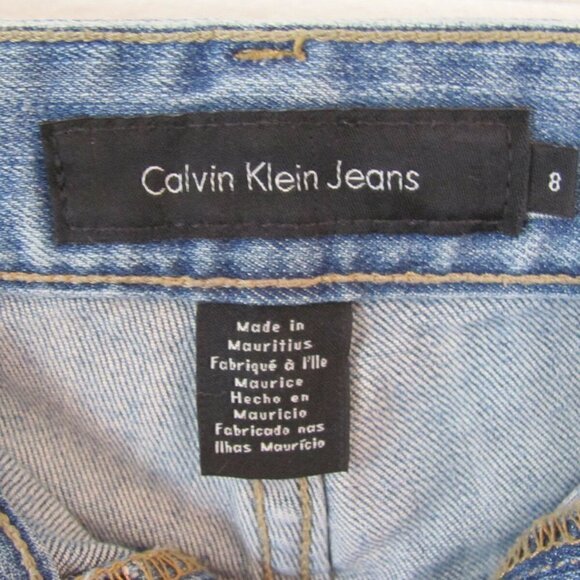 Calvin Klein Jeans
8
Made in
Mauritius
Fabriqué à l'Ile
Maurice
Hecho en
Mauricio
Fabricado nas
Ilhas Maurício